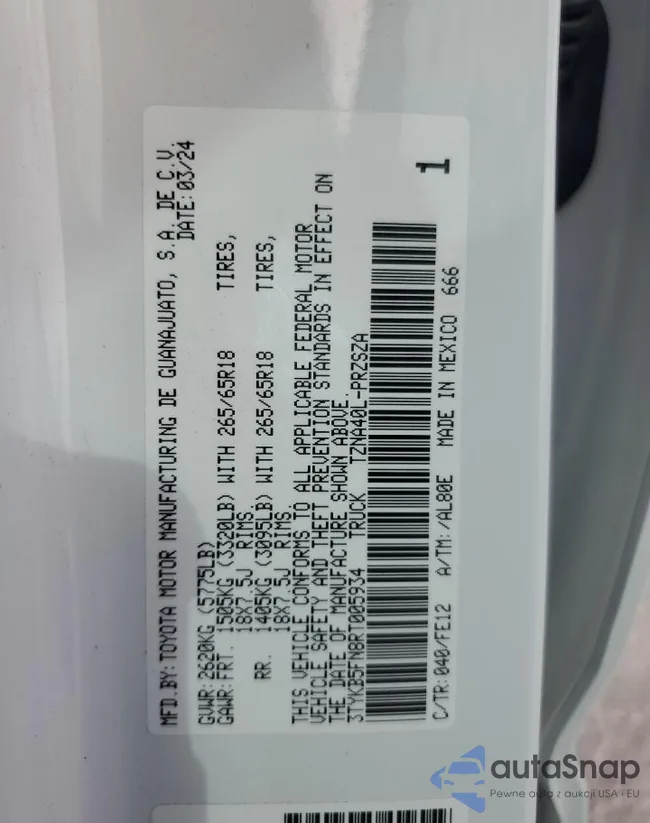 MFD.BY:TOYOTA MOTOR MANUFACTURING DE GUANAJUATO, S.A. DE C.V.
DATE:03/24
GVWR:2620KG (5775LB)
GAWR:FRT. 1505KG (3320LB) WITH 265/65R18 TIRES,
18X7.5J RIMS,
RR. 1405KG (3095LB) WITH 265/65R18 TIRES,
18X7.5J RIMS.
THIS VEHICLE CONFORMS TO ALL APPLICABLE FEDERAL MOTOR
VEHICLE SAFETY AND THEFT PREVENTION STANDARDS IN EFFECT ON
THE DATE OF MANUFACTURE SHOWN ABOVE.
3TYKB5FN8RT005934 TRUCK TZNA40L-PRZSZA
C/TR:040/FE12 A/TM:/AL80E MADE IN MEXICO 666
1
autoSnap
Pewne auta z aukcji USA i EU